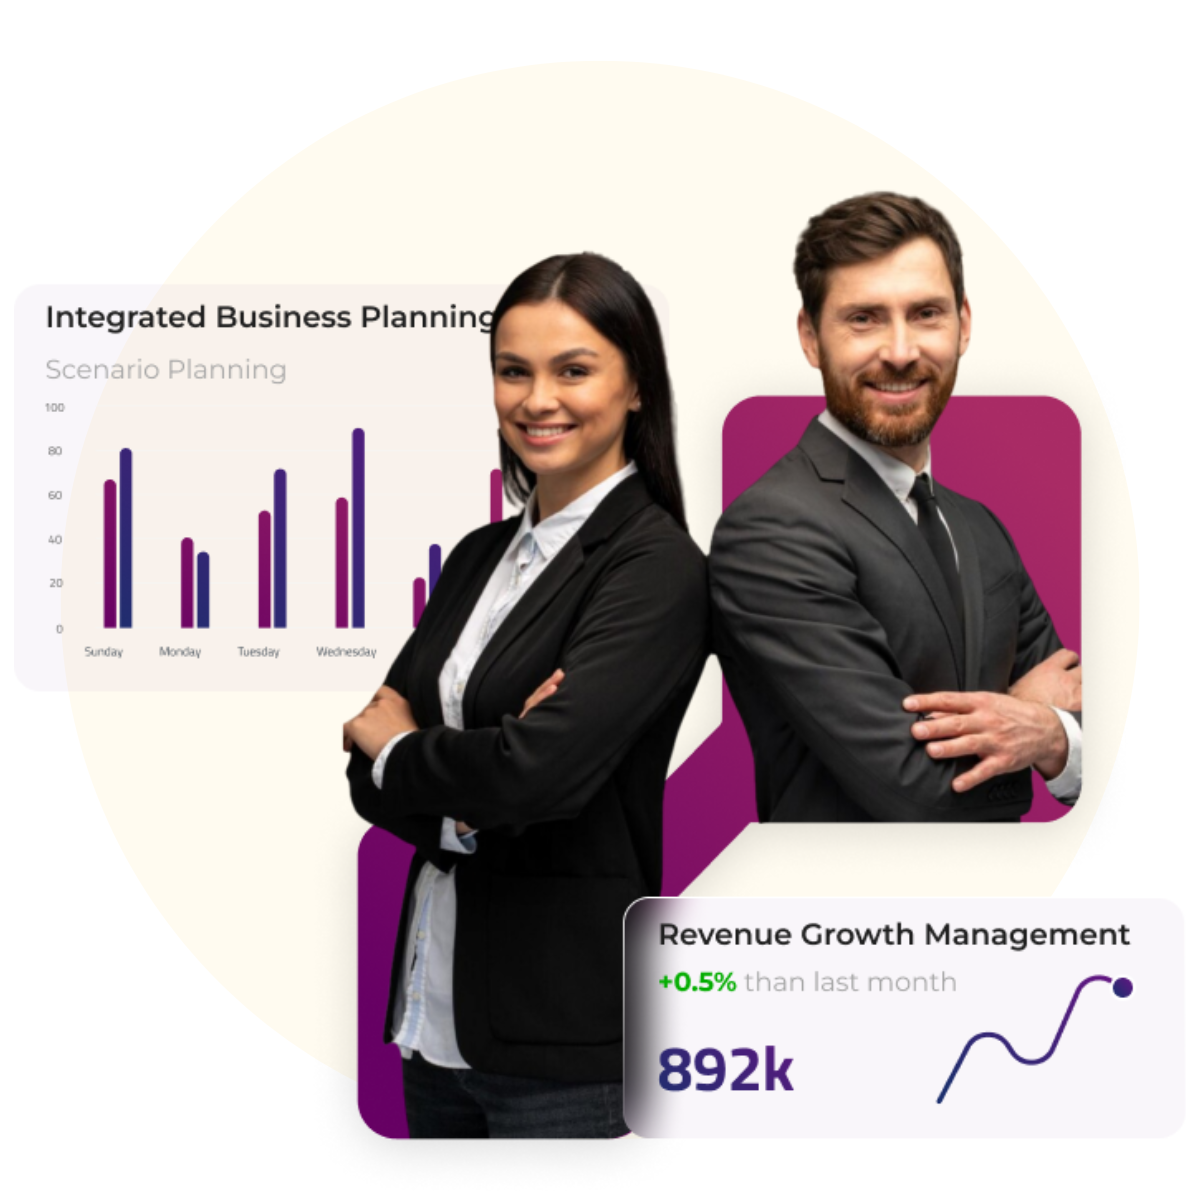 Integrated Business Planning
Scenario Planning
100
80
60
40
20
0
Sunday
Monday
Tuesday
Wednesday
Revenue Growth Management
+0.5% than last month
892k